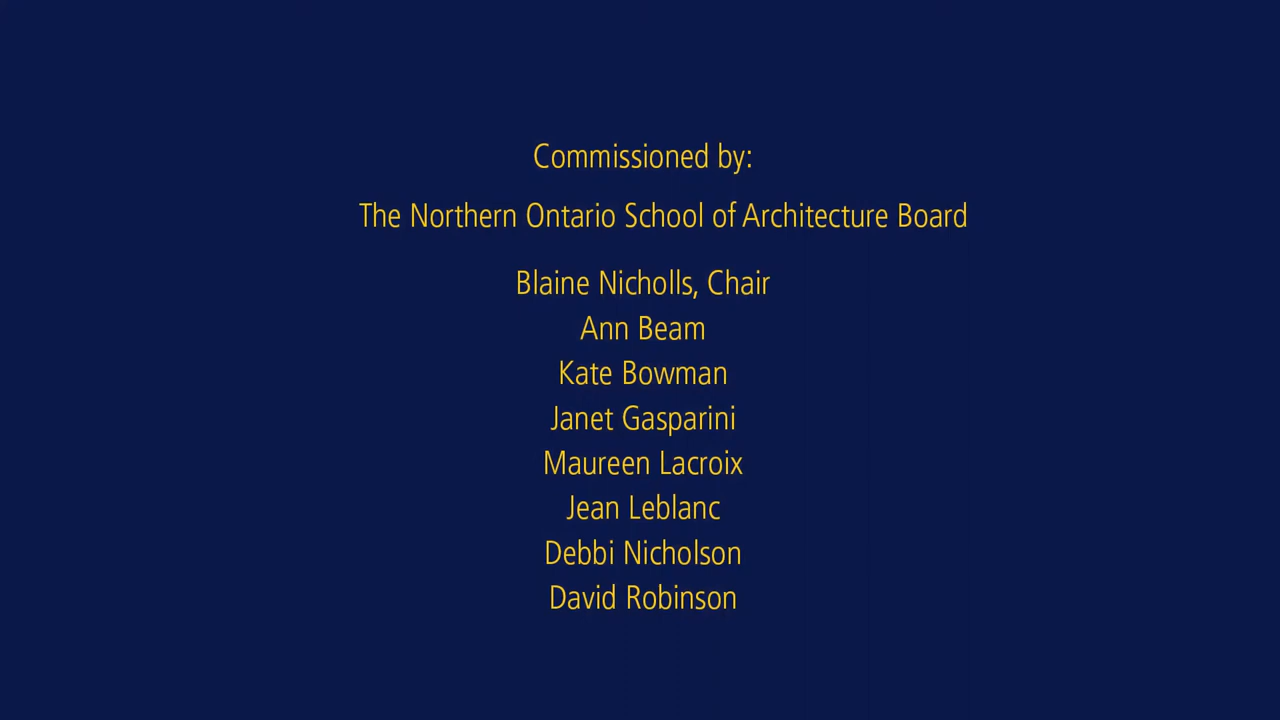 Commissioned by:
The Northern Ontario School of Architecture Board
Blaine Nicholls, Chair
Ann Beam
Kate Bowman
Janet Gasparini
Maureen Lacroix
Jean Leblanc
Debbi Nicholson
David Robinson